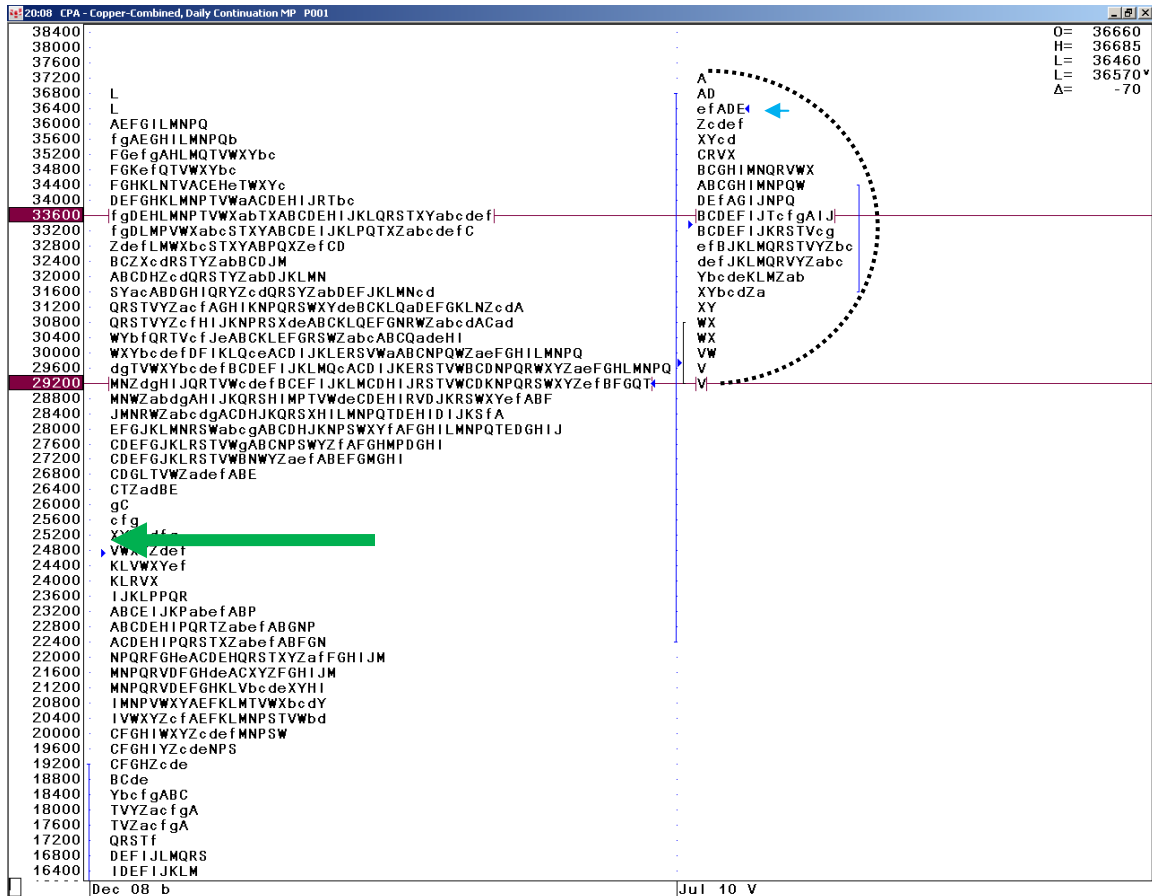 20:08 CPA - Copper-Combined, Daily Continuation MP P001
O= 36660
H= 36685
L= 36460
L= 36570v
Δ= -70
38400
38000
37600
37200 A
36800 L AD
36400 L efADE
36000 AEFGILMNPQ Zcdef
35600 fgAEGHILMNPQb XYcd
35200 FGefgAHLMQTVWXYbc CRVX
34800 FGKefQTVWXYbc BCGHIMNQRVWX
34400 FGHKLNTVACEHeTWXYc ABCGHIMNPQW
34000 DEFGHKLMNPTVWaACDEHIJRTbc DEfAGIJNPQ
33600 fgDEHLMNPTVWXabTXABCDEHIJKLQRSTXYabcdef BCDEFIJTcfgAIJ
33200 fgDLMPVWXabcSTXYABDEIJKLPQTXZabcdefC BCDEIJKRSTVcg
32800 ZdefLMWXbcSTXYABPQXZefCD efBJKLMQRSTVYZbc
32400 BCZXcdRSTYZabBCDJM defJKLMQRVYZabc
32000 ABCDHZcdQRSTYZabDJKLMN YbcdeKLMZab
31600 SYacABDGHIQRYZcdQRSYZabDEFJKLMNcd XYbcdZa
31200 QRSTVYZacfAGHIKNPQRSWXYdeBCKLQaDEFGKLNZcdA XY
30800 QRSTVYZcfHIJKNPRSXdeABCKLQEFGNRWZabcdACad WX
30400 WYbfQRTVcfJeABCKLEFGRSWZabcABCQadeHI WX
30000 WXYbcdefDFIKLQceACDIJKLERSVWaABCNPQWZaeFGHILMNPQ VW
29600 dgTVWXYbcdefBCDEFIJKLMQcACDIJKERSTVWBCDNPQRWXYZaeFGHLMNPQ V
29200 MNZdgHIJQRTVWcdefBCEFIJKLMCDHIJRSTVWCDKNPQRSWXYZefBFGQT V
28800 MNWZabdgAHIJKQRSHIMPTVWdeCDEHIRVDJKRSWXYefABF
28400 JMNRWZabcdgACDHJKQRSXHILMNPQTDEHIDIJKSfA
28000 EFGJKLMNRSWabcgABCDHJKNPSWXYfAFGHILMNPQTEDGHIJ
27600 CDEFGJKLRSTVWgABCNPSWYZfAFGHMPDGHI
27200 CDEFGJKLRSTVWBNWYZaefABEFGMGHI
26800 CDGLTVWZadefABE
26400 CTZadBE
26000 gC
25600 cfg
25200
24800
24400 KLVWXYef
24000 KLRVX
23600 IJKLPPQR
23200 ABCEIJKPabefABP
22800 ABCDEHIPQRTZabefABGNP
22400 ACDEHIPQRSTXZabefABFGN
22000 NPQRFGHeACDEHQRSTXYZafFGHIJM
21600 MNPQRVDFGHdeACXYZFGHIJM
21200 MNPQRVDEFGHKLVbcdeXYHI
20800 IMNPVWXYAEFKLMTVWXbcdY
20400 IVWXYZcfAEFKLMNPSTVWbd
20000 CFGHIWXYZcdefMNPSW
19600 CFGHIYZcdeNPS
19200 CFGHZcde
18800 BCde
18400 YbcfgABC
18000 TVYZacfgA
17600 TVZacfgA
17200 QRSTf
16800 DEFIJLMQRS
16400 IDEFIJKLM
Dec 08 b Jul 10 V